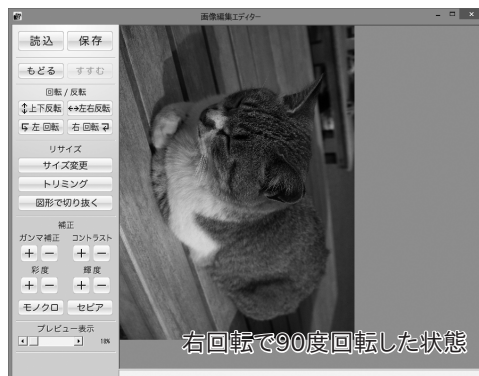 画像編集エディター
読込 保存
もどる すすむ
回転 / 反転
上下反転 左右反転
左 回転 右 回転
リサイズ
サイズ変更
トリミング
図形で切り抜く
補正
ガンマ補正 コントラスト
+ - + -
彩度 輝度
+ - + -
モノクロ セピア
プレビュー表示
右回転で90度回転した状態